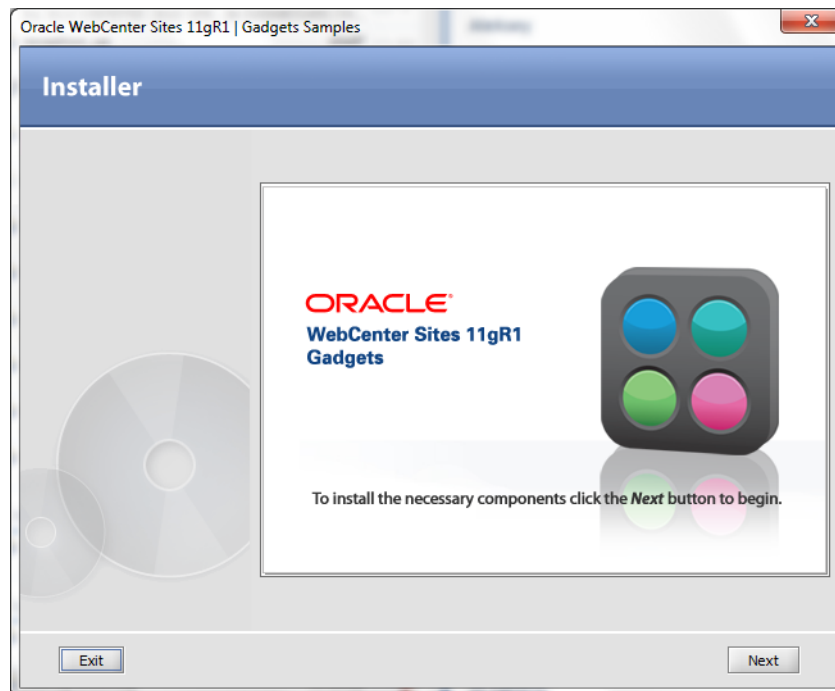 Oracle WebCenter Sites 11gR1 | Gadgets Samples
Installer
ORACLE®
WebCenter Sites 11gR1
Gadgets
To install the necessary components click the Next button to begin.
Exit
Next